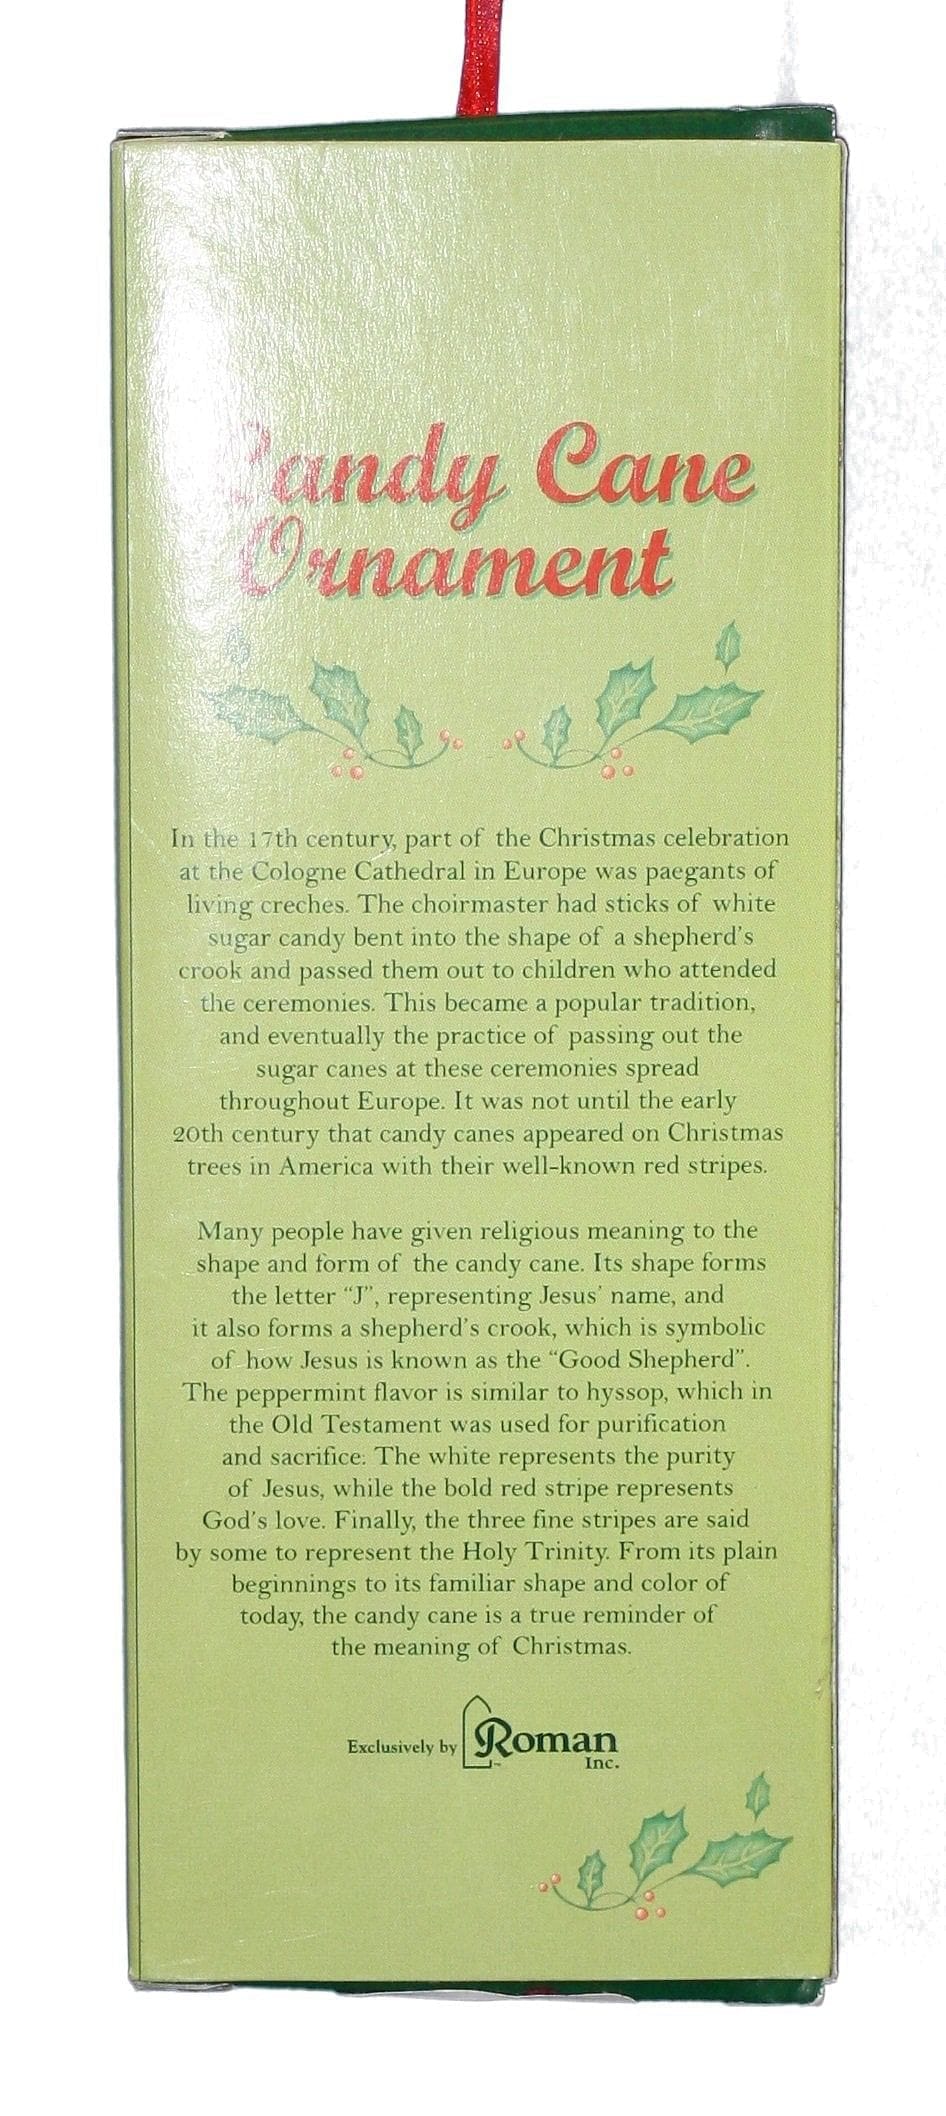 Candy Cane
Ornament
In the 17th century, part of the Christmas celebration
at the Cologne Cathedral in Europe was paegants of
living creches. The choirmaster had sticks of white
sugar candy bent into the shape of a shepherd's
crook and passed them out to children who attended
the ceremonies. This became a popular tradition,
and eventually the practice of passing out the
sugar canes at these ceremonies spread
throughout Europe. It was not until the early
20th century that candy canes appeared on Christmas
trees in America with their well-known red stripes.
Many people have given religious meaning to the
shape and form of the candy cane. Its shape forms
the letter “J”, representing Jesus' name, and
it also forms a shepherd's crook, which is symbolic
of how Jesus is known as the “Good Shepherd”.
The peppermint flavor is similar to hyssop, which in
the Old Testament was used for purification
and sacrifice. The white represents the purity
of Jesus, while the bold red stripe represents
God's love. Finally, the three fine stripes are said
by some to represent the Holy Trinity. From its plain
beginnings to its familiar shape and color of
today, the candy cane is a true reminder of
the meaning of Christmas.
Exclusively by Roman
Inc.